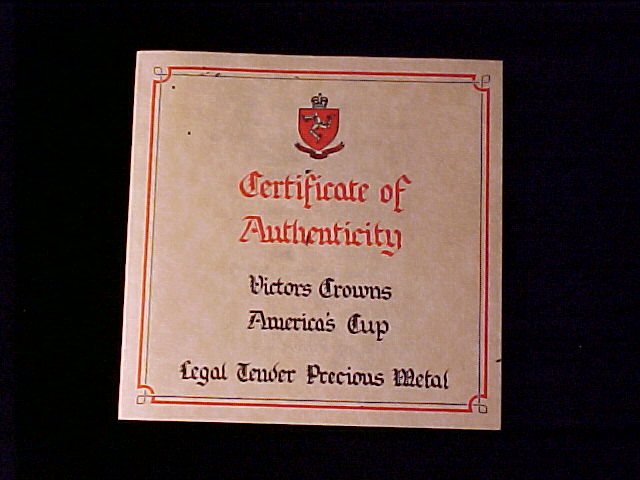 Certificate of
Authenticity
Victors Crowns
America's Cup
Legal Tender Precious Metal